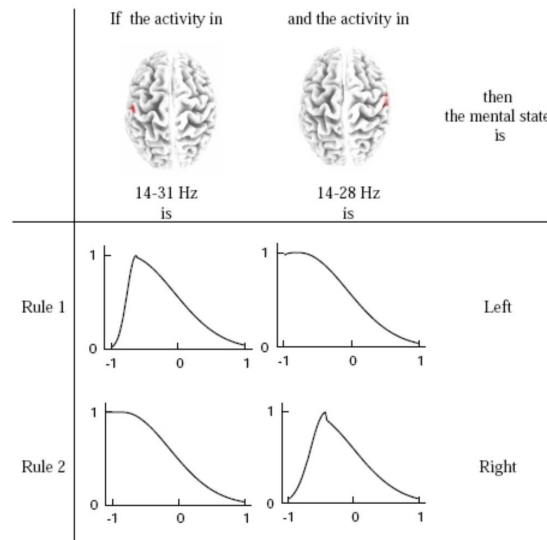 If the activity in
and the activity in
then
the mental state
is
14-31 Hz
is
14-28 Hz
is
Rule 1
1
0
-1
0
1
1
0
-1
0
1
Left
Rule 2
1
0
-1
0
1
1
0
-1
0
1
Right